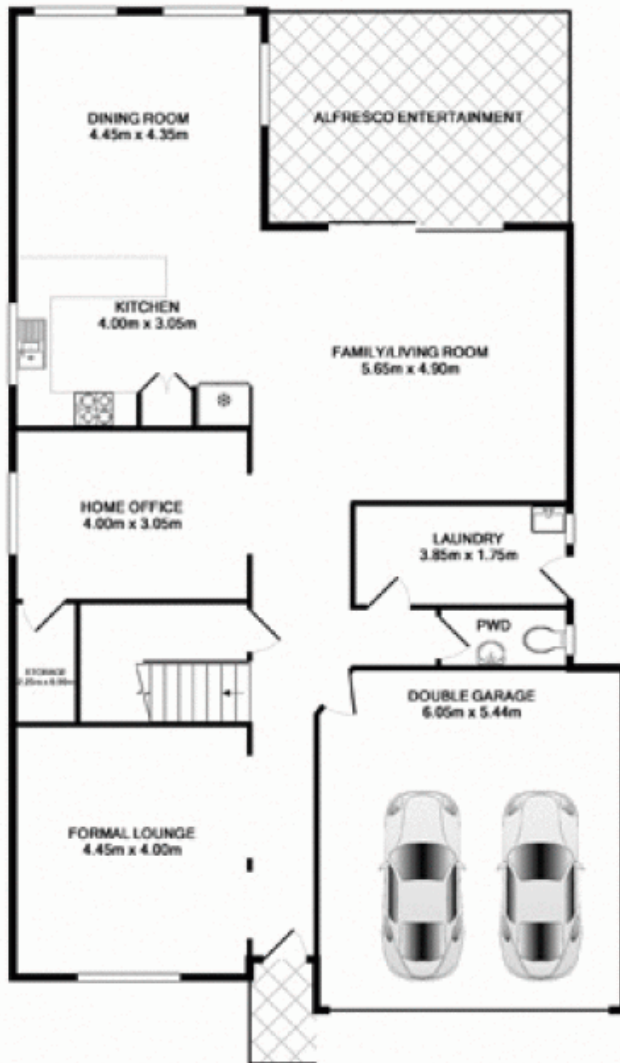 DINING ROOM
4.45m x 4.35m
ALFRESCO ENTERTAINMENT
KITCHEN
4.00m x 3.05m
FAMILY/LIVING ROOM
5.65m x 4.90m
HOME OFFICE
4.00m x 3.05m
LAUNDRY
3.85m x 1.75m
PWD
STORAGE
DOUBLE GARAGE
6.05m x 5.44m
FORMAL LOUNGE
4.45m x 4.00m